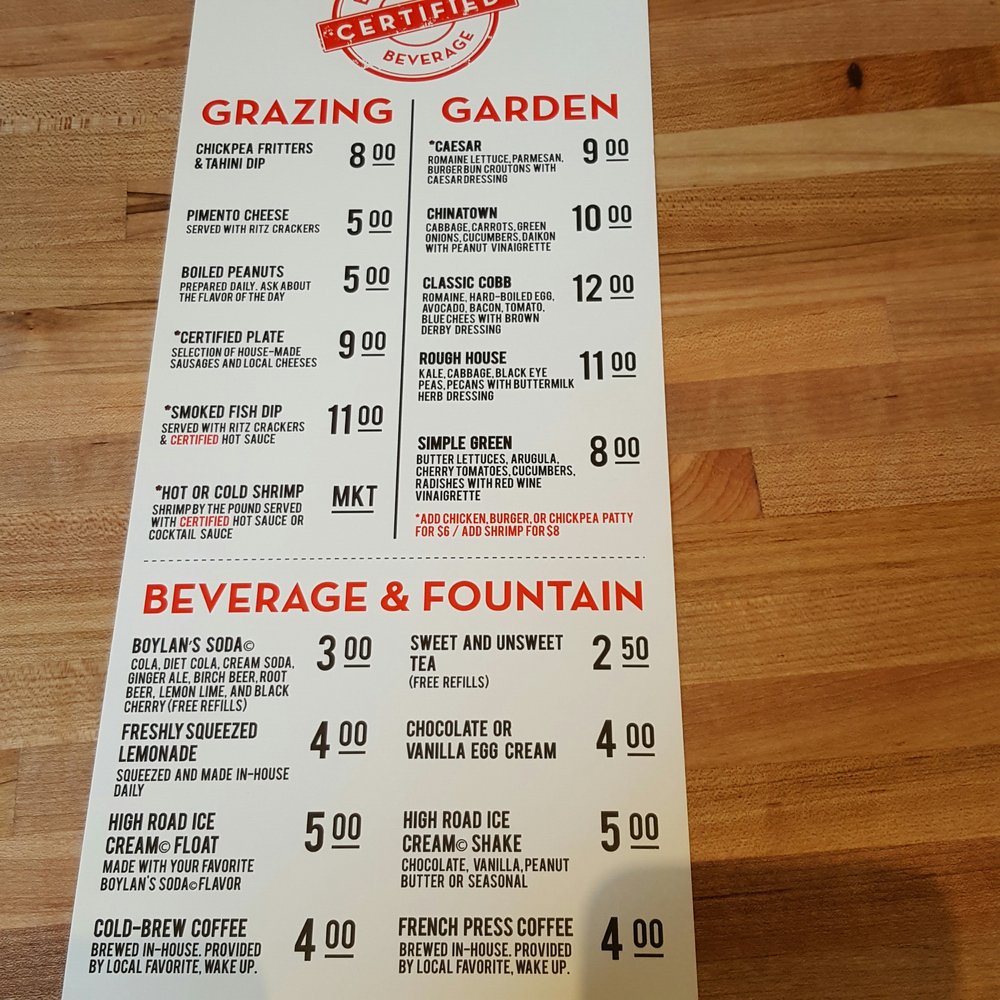 CERTIFIED
BEVERAGE
GRAZING
CHICKPEA FRITTERS
& TAHINI DIP
8 00
PIMENTO CHEESE
SERVED WITH RITZ CRACKERS
5 00
BOILED PEANUTS
PREPARED DAILY. ASK ABOUT
THE FLAVOR OF THE DAY
5 00
*CERTIFIED PLATE
SELECTION OF HOUSE-MADE
SAUSAGES AND LOCAL CHEESES
9 00
*SMOKED FISH DIP
SERVED WITH RITZ CRACKERS
& CERTIFIED HOT SAUCE
11 00
*HOT OR COLD SHRIMP
SHRIMP BY THE POUND SERVED
WITH CERTIFIED HOT SAUCE OR
COCKTAIL SAUCE
MKT
GARDEN
*CAESAR
ROMAINE LETTUCE, PARMESAN,
BURGER BUN CROUTONS WITH
CAESAR DRESSING
9 00
CHINATOWN
CABBAGE, CARROTS, GREEN
ONIONS, CUCUMBERS, DAIKON
WITH PEANUT VINAIGRETTE
10 00
CLASSIC COBB
ROMAINE, HARD-BOILED EGG,
AVOCADO, BACON, TOMATO,
BLUE CHEES WITH BROWN
DERBY DRESSING
12 00
ROUGH HOUSE
KALE, CABBAGE, BLACK EYE
PEAS, PECANS WITH BUTTERMILK
HERB DRESSING
11 00
SIMPLE GREEN
BUTTER LETTUCES, ARUGULA,
CHERRY TOMATOES, CUCUMBERS,
RADISHES WITH RED WINE
VINAIGRETTE
8 00
*ADD CHICKEN, BURGER, OR CHICKPEA PATTY
FOR $6 / ADD SHRIMP FOR $8
BEVERAGE & FOUNTAIN
BOYLAN'S SODA©
COLA, DIET COLA, CREAM SODA,
GINGER ALE, BIRCH BEER, ROOT
BEER, LEMON LIME, AND BLACK
CHERRY (FREE REFILLS)
3 00
SWEET AND UNSWEET
TEA
(FREE REFILLS)
2 50
FRESHLY SQUEEZED
LEMONADE
SQUEEZED AND MADE IN-HOUSE
DAILY
4 00
CHOCOLATE OR
VANILLA EGG CREAM
4 00
HIGH ROAD ICE
CREAM© FLOAT
MADE WITH YOUR FAVORITE
BOYLAN'S SODA© FLAVOR
5 00
HIGH ROAD ICE
CREAM© SHAKE
CHOCOLATE, VANILLA, PEANUT
BUTTER OR SEASONAL
5 00
COLD-BREW COFFEE
BREWED IN-HOUSE. PROVIDED
BY LOCAL FAVORITE, WAKE UP.
4 00
FRENCH PRESS COFFEE
BREWED IN-HOUSE. PROVIDED
BY LOCAL FAVORITE, WAKE UP.
4 00